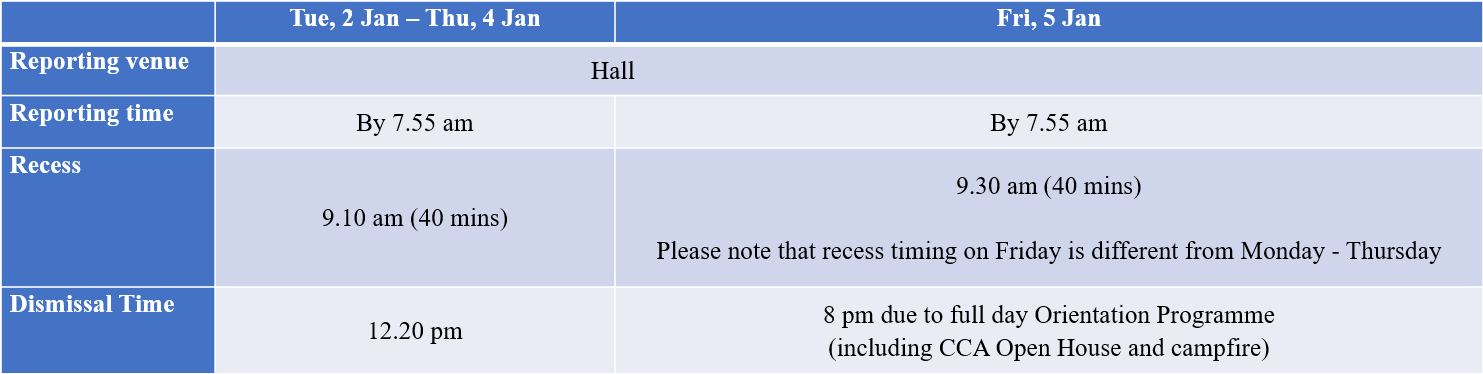 Tue, 2 Jan – Thu, 4 Jan
Fri, 5 Jan
Reporting venue
Hall
Reporting time
By 7.55 am
By 7.55 am
Recess
9.10 am (40 mins)
9.30 am (40 mins)
Please note that recess timing on Friday is different from Monday - Thursday
Dismissal Time
12.20 pm
8 pm due to full day Orientation Programme
(including CCA Open House and campfire)